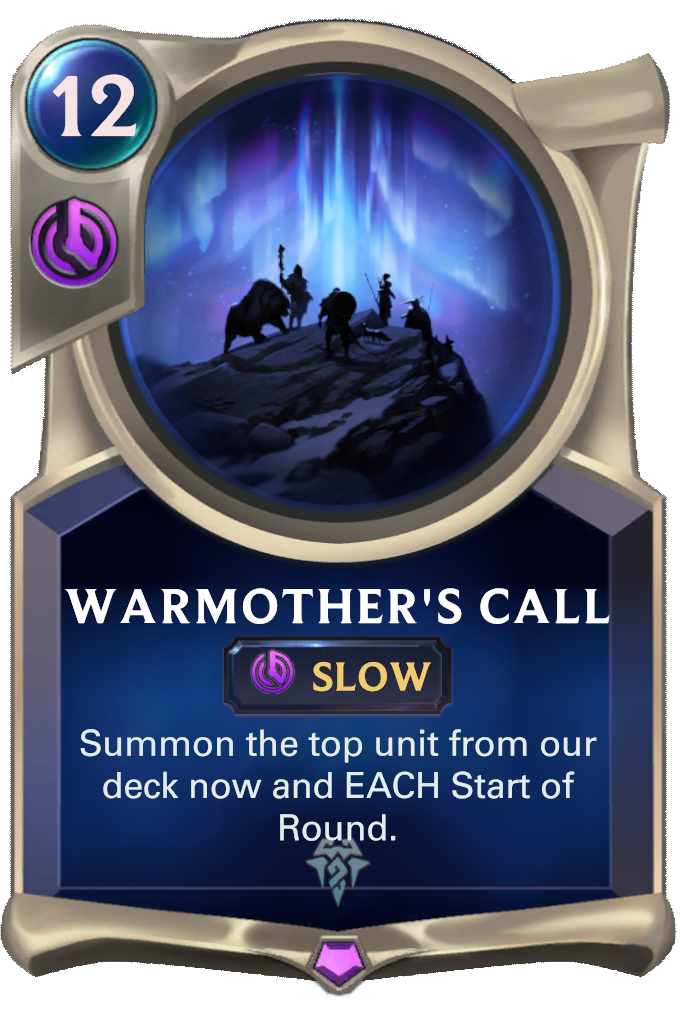 12
WARMOTHER'S CALL
SLOW
Summon the top unit from our
deck now and EACH Start of
Round.